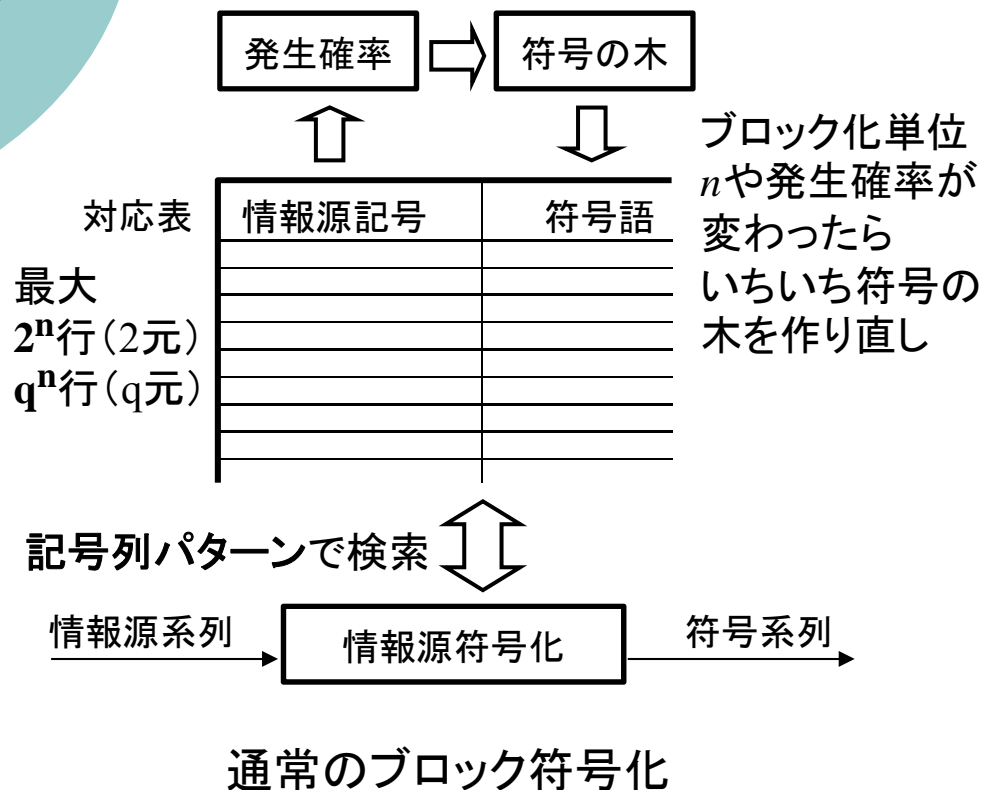 発生確率
符号の木
ブロック化単位
nや発生確率が
変わったら
いちいち符号の
木を作り直し
対応表
情報源記号
符号語
最大
2ⁿ行(2元)
qⁿ行(q元)
記号列パターンで検索
情報源系列
情報源符号化
符号系列
通常のブロック符号化